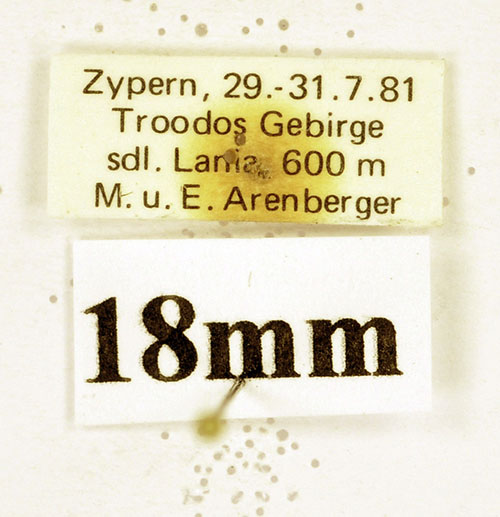 Zypern, 29.-31.7.81
Troodos Gebirge
sdl. Lania, 600 m
M. u. E. Arenberger
18mm